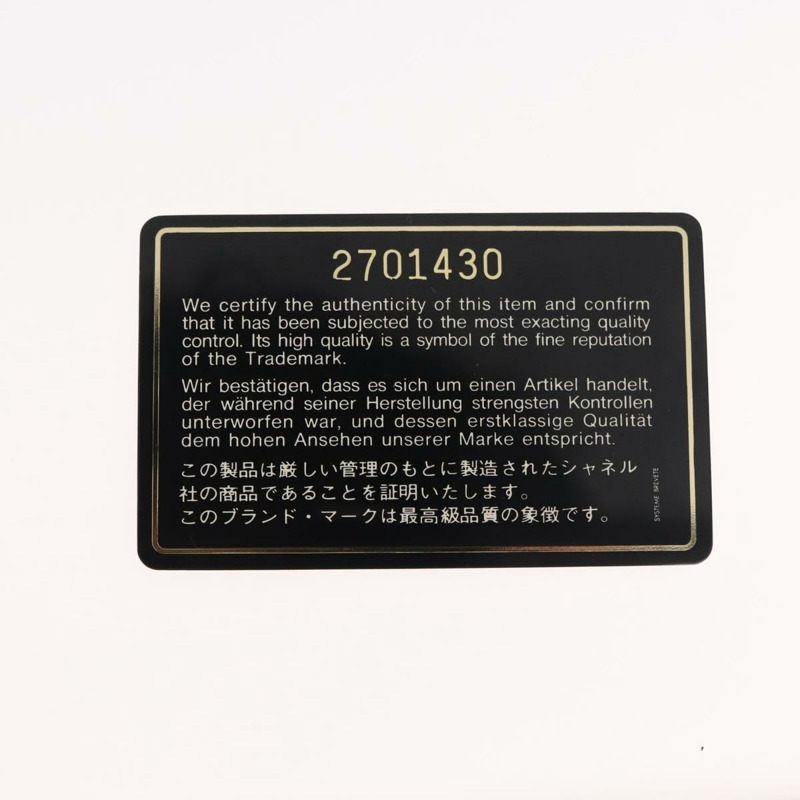 2701430
We certify the authenticity of this item and confirm
that it has been subjected to the most exacting quality
control. Its high quality is a symbol of the fine reputation
of the Trademark.
Wir bestätigen, dass es sich um einen Artikel handelt,
der während seiner Herstellung strengsten Kontrollen
unterworfen war, und dessen erstklassige Qualität
dem hohen Ansehen unserer Marke entspricht.
この製品は厳しい管理のもとに製造されたシャネル
社の商品であることを証明いたします。
このブランド・マークは最高級品質の象徴です。
SYSTEME BREVETE